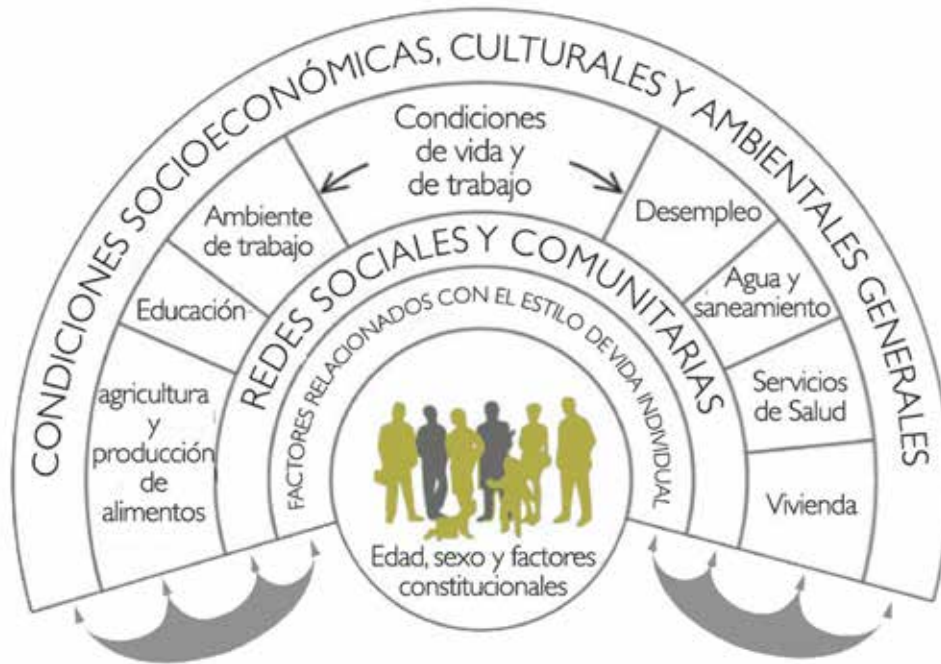 CONDICIONES SOCIOECONÓMICAS, CULTURALES Y AMBIENTALES GENERALES
Condiciones
de vida y
de trabajo
Ambiente
de trabajo
Desempleo
Educación
Agua y
saneamiento
agricultura
y
producción
de
alimentos
Servicios
de Salud
Vivienda
REDES SOCIALES Y COMUNITARIAS
FACTORES RELACIONADOS CON EL ESTILO DE VIDA INDIVIDUAL
Edad, sexo y factores
constitucionales